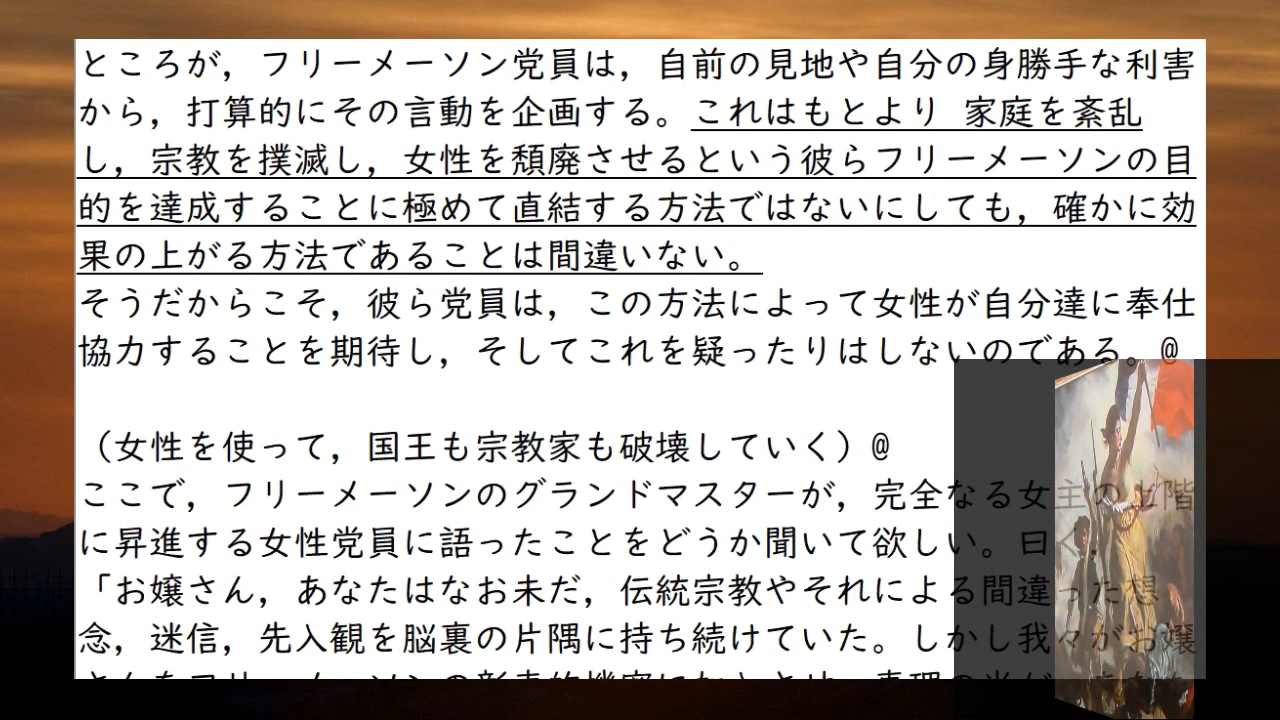 ところが，フリーメーソン党員は，自前の見地や自分の身勝手な利害
から，打算的にその言動を企画する。これはもとより 家庭を紊乱
し，宗教を撲滅し，女性を頽廃させるという彼らフリーメーソンの目
的を達成することに極めて直結する方法ではないにしても，確かに効
果の上がる方法であることは間違いない。
そうだからこそ，彼ら党員は，この方法によって女性が自分達に奉仕
協力することを期待し，そしてこれを疑ったりはしないのである。@
（女性を使って，国王も宗教家も破壊していく）@
ここで，フリーメーソンのグランドマスターが，完全なる女主の上階
に昇進する女性党員に語ったことをどうか聞いて欲しい。曰く，
「お嬢さん，あなたはなお未だ，伝統宗教やそれによる間違った想
念，迷信，先入観を脳裏の片隅に持ち続けていた。しかし我々がお嬢